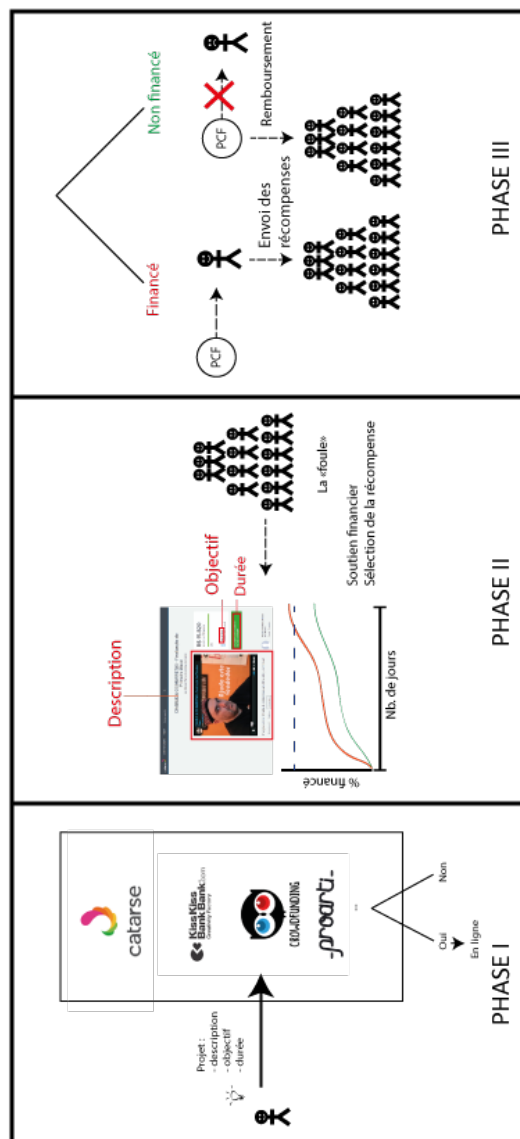 Projet :
- description
- objectif
- durée
catarse
KissKiss
BankBank.com
CROWDFUNDING
-proarti-
..
Oui
Non
En ligne
PHASE I
Description
Objectif
Durée
% financé
Nb. de jours
La «foule»
Soutien financier
Sélection de la récompense
PHASE II
Financé
Non financé
PCF
PCF
Envoi des
récompenses
Remboursement
PHASE III